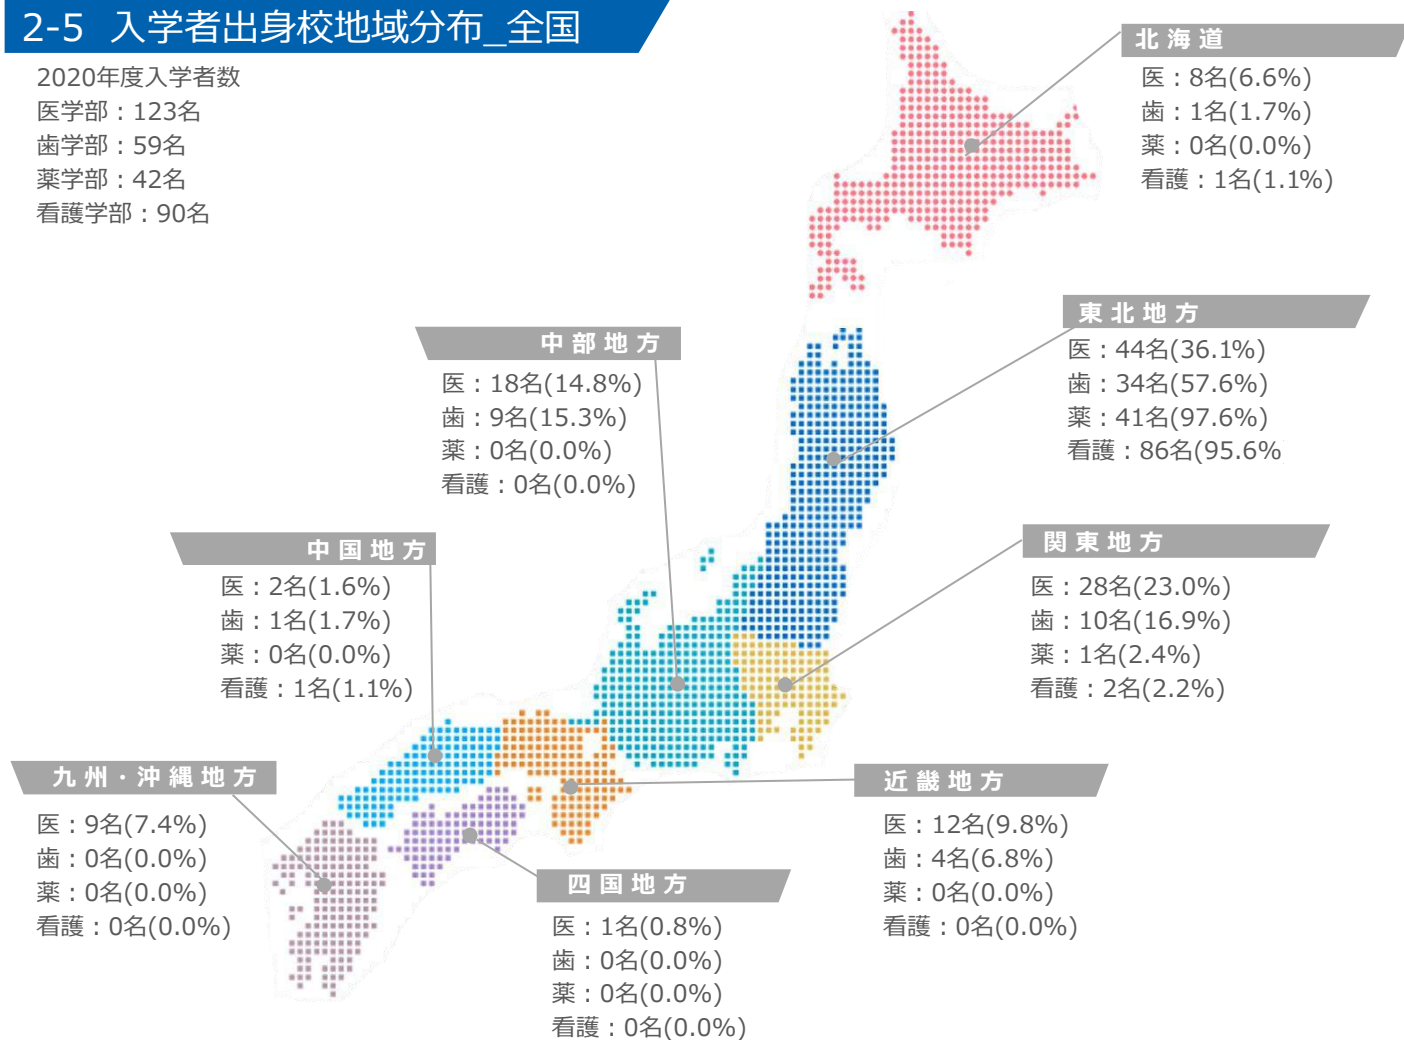 2-5 入学者出身校地域分布_全国
2020年度入学者数
医学部：123名
歯学部：59名
薬学部：42名
看護学部：90名
北海道
医：8名(6.6%)
歯：1名(1.7%)
薬：0名(0.0%)
看護：1名(1.1%)
東北地方
医：44名(36.1%)
歯：34名(57.6%)
薬：41名(97.6%)
看護：86名(95.6%
中部地方
医：18名(14.8%)
歯：9名(15.3%)
薬：0名(0.0%)
看護：0名(0.0%)
関東地方
医：28名(23.0%)
歯：10名(16.9%)
薬：1名(2.4%)
看護：2名(2.2%)
中国地方
医：2名(1.6%)
歯：1名(1.7%)
薬：0名(0.0%)
看護：1名(1.1%)
九州・沖縄地方
医：9名(7.4%)
歯：0名(0.0%)
薬：0名(0.0%)
看護：0名(0.0%)
近畿地方
医：12名(9.8%)
歯：4名(6.8%)
薬：0名(0.0%)
看護：0名(0.0%)
四国地方
医：1名(0.8%)
歯：0名(0.0%)
薬：0名(0.0%)
看護：0名(0.0%)